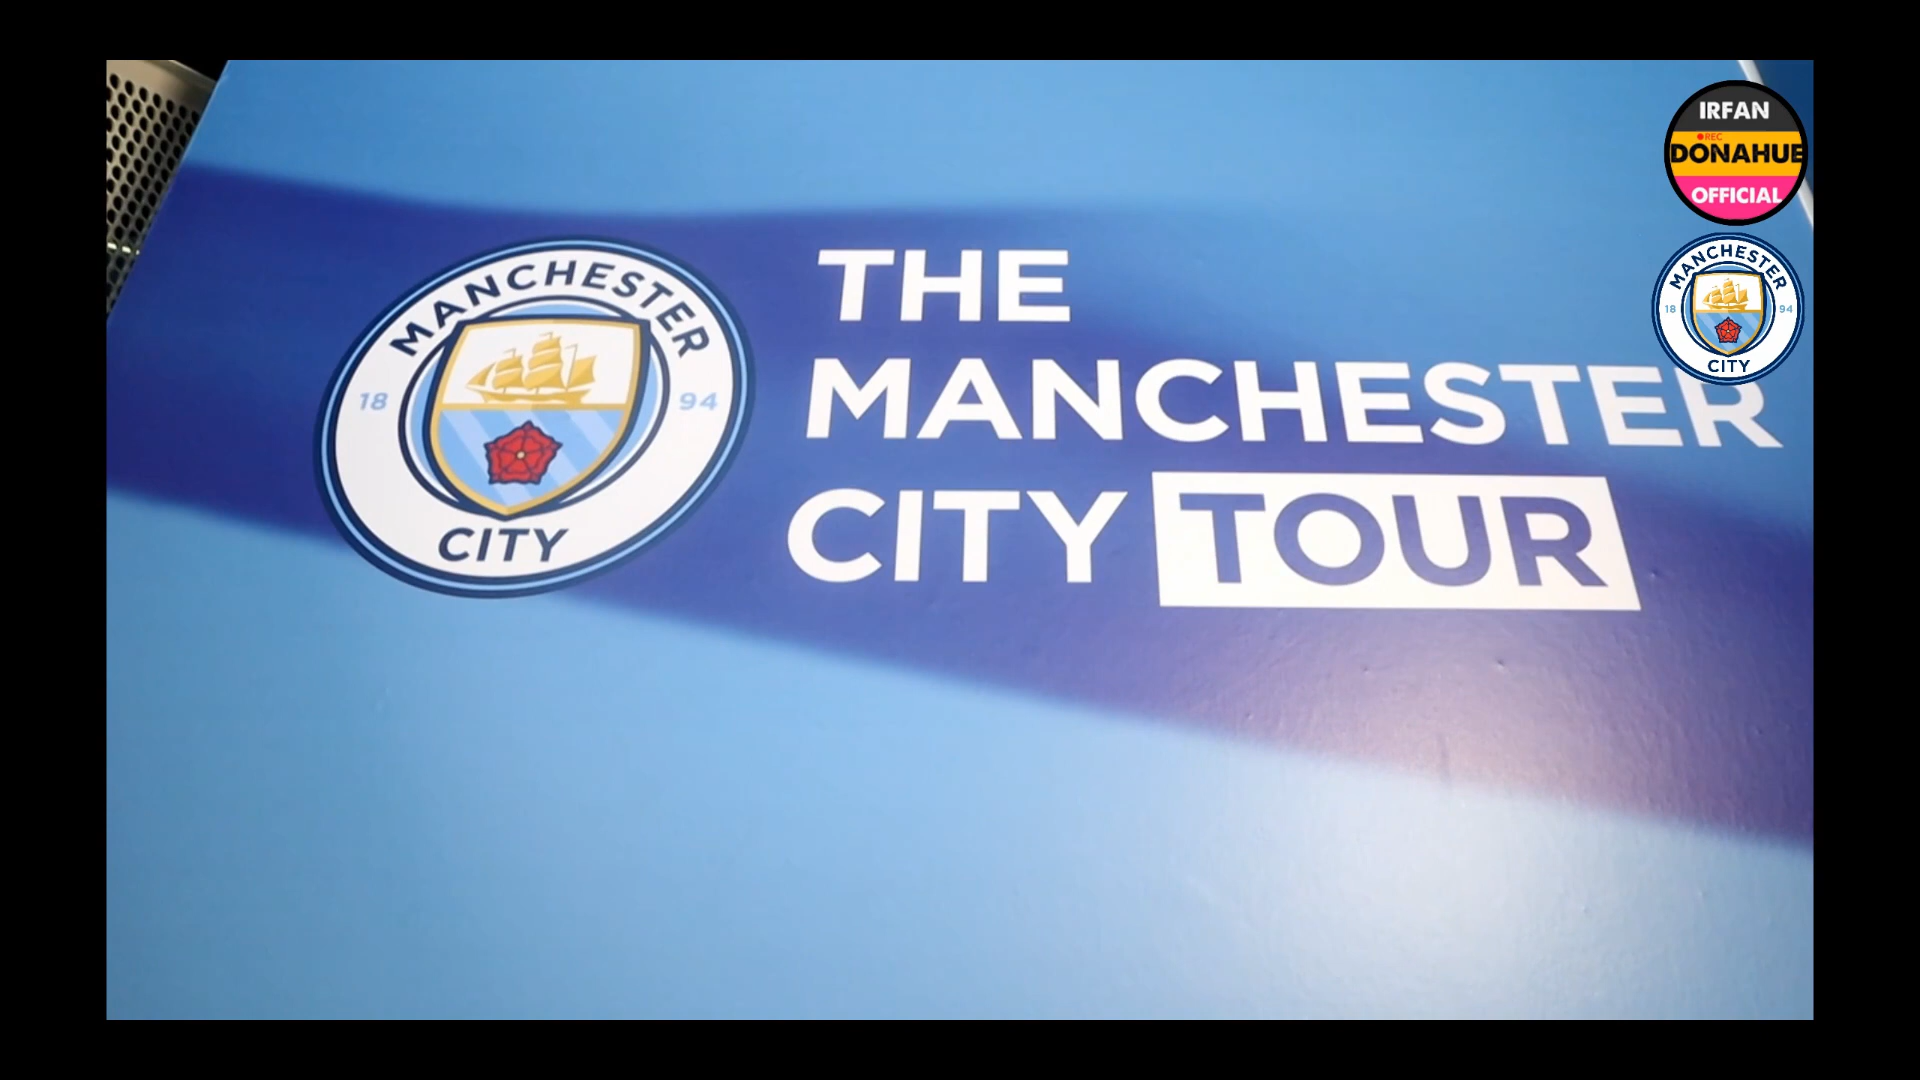 IRFAN
REC
DONAHUE
OFFICIAL
MANCHESTER
18 94
CITY
MANCHESTER
18 94
CITY
THE
MANCHESTER
CITY TOUR